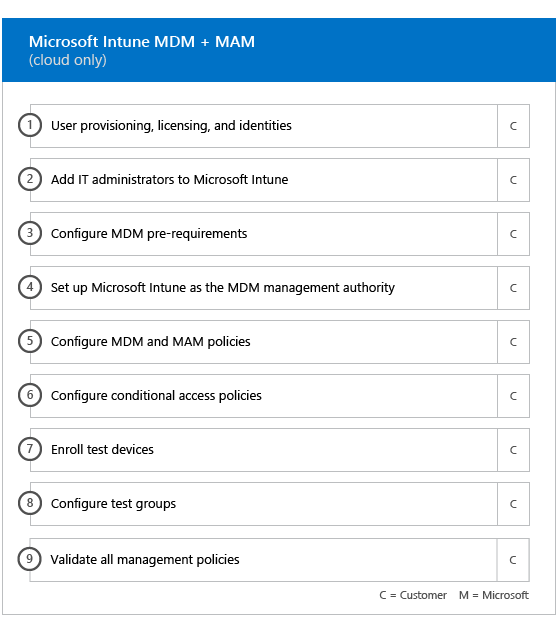 Microsoft Intune MDM + MAM
(cloud only)
1 User provisioning, licensing, and identities C
2 Add IT administrators to Microsoft Intune C
3 Configure MDM pre-requirements C
4 Set up Microsoft Intune as the MDM management authority C
5 Configure MDM and MAM policies C
6 Configure conditional access policies C
7 Enroll test devices C
8 Configure test groups C
9 Validate all management policies C
C = Customer M = Microsoft